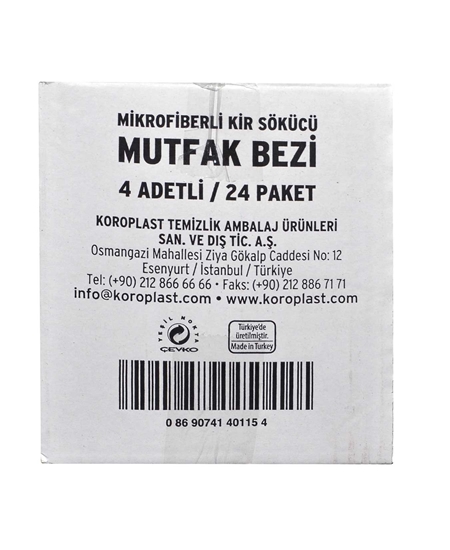 MİKROFİBERLİ KİR SÖKÜCÜ
MUTFAK BEZİ
4 ADETLİ / 24 PAKET
KOROPLAST TEMİZLİK AMBALAJ ÜRÜNLERİ
SAN. VE DIŞ TİC. A.Ş.
Osmangazi Mahallesi Ziya Gökalp Caddesi No: 12
Esenyurt / İstanbul / Türkiye
Tel: (+90) 212 866 66 66 • Faks: (+90) 212 886 71 71
info@koroplast.com • www.koroplast.com
YEŞİL NOKTA
ÇEVKO
Türkiye'de
üretilmiştir.
Made in Turkey
0 86 90741 40115 4